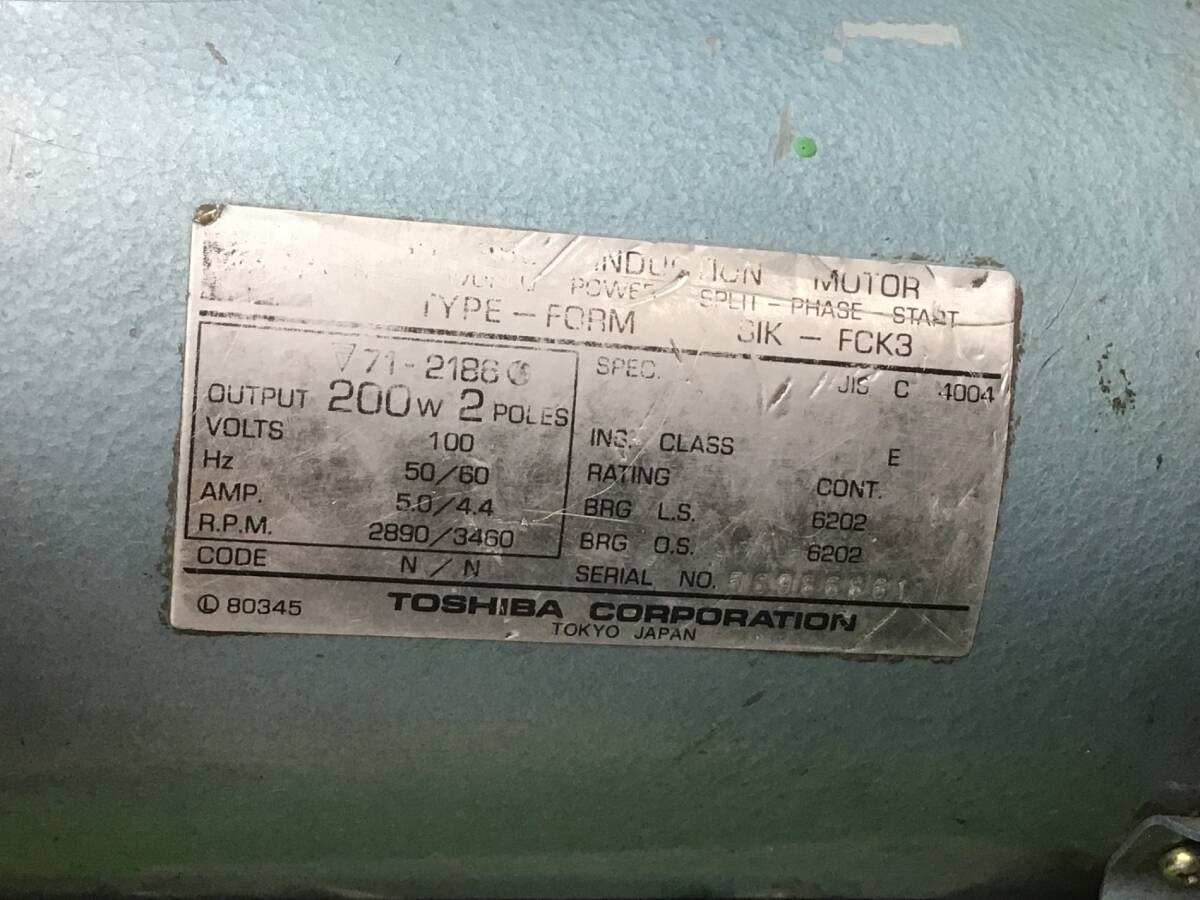 INDUCTION MOTOR
POWER SPLIT-PHASE START
TYPE-FORM SIK-FCK3
▽71-2186
OUTPUT 200W 2 POLES
VOLTS 100
Hz 50/60
AMP. 5.0/4.4
R.P.M. 2890/3460
CODE N/N
SPEC. JIS C 4004
INS. CLASS E
RATING CONT.
BRG L.S. 6202
BRG O.S. 6202
SERIAL NO.
Ⓛ 80345 TOSHIBA CORPORATION
TOKYO JAPAN